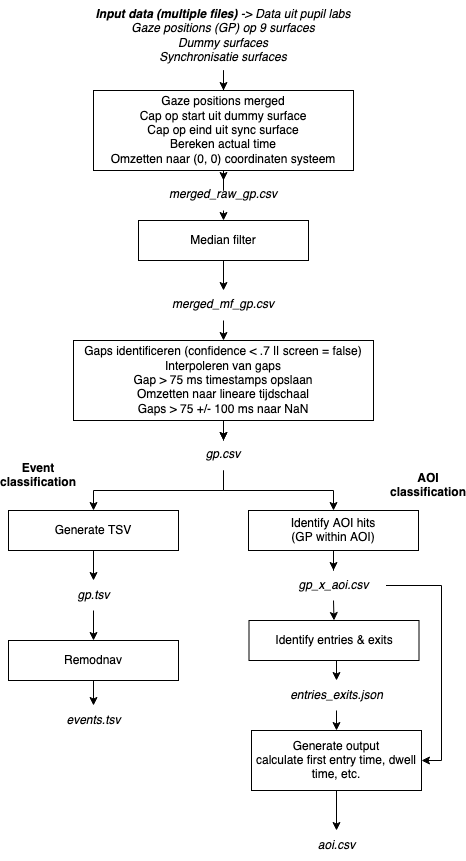 Input data (multiple files) -> Data uit pupil labs
Gaze positions (GP) op 9 surfaces
Dummy surfaces
Synchronisatie surfaces
Gaze positions merged
Cap op start uit dummy surface
Cap op eind uit sync surface
Bereken actual time
Omzetten naar (0, 0) coordinaten systeem
merged_raw_gp.csv
Median filter
merged_mf_gp.csv
Gaps identificeren (confidence < .7 II screen = false)
Interpoleren van gaps
Gap > 75 ms timestamps opslaan
Omzetten naar lineare tijdschaal
Gaps > 75 +/- 100 ms naar NaN
gp.csv
Event
classification
Generate TSV
gp.tsv
Remodnav
events.tsv
AOI
classification
Identify AOI hits
(GP within AOI)
gp_x_aoi.csv
Identify entries & exits
entries_exits.json
Generate output
calculate first entry time, dwell
time, etc.
aoi.csv